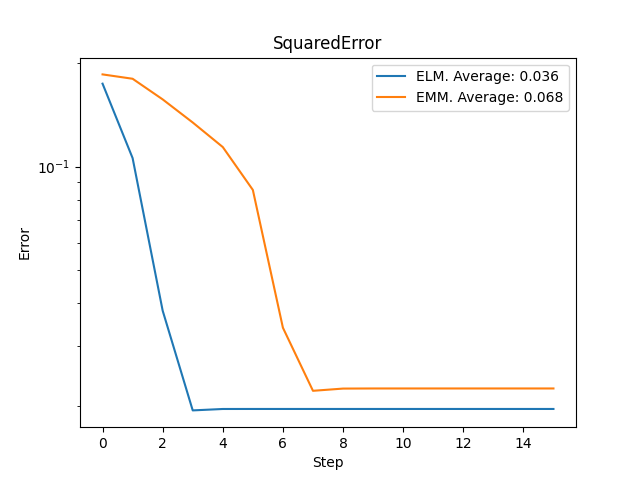 SquaredError
ELM. Average: 0.036
EMM. Average: 0.068
10⁻¹
Error
0 2 4 6 8 10 12 14
Step